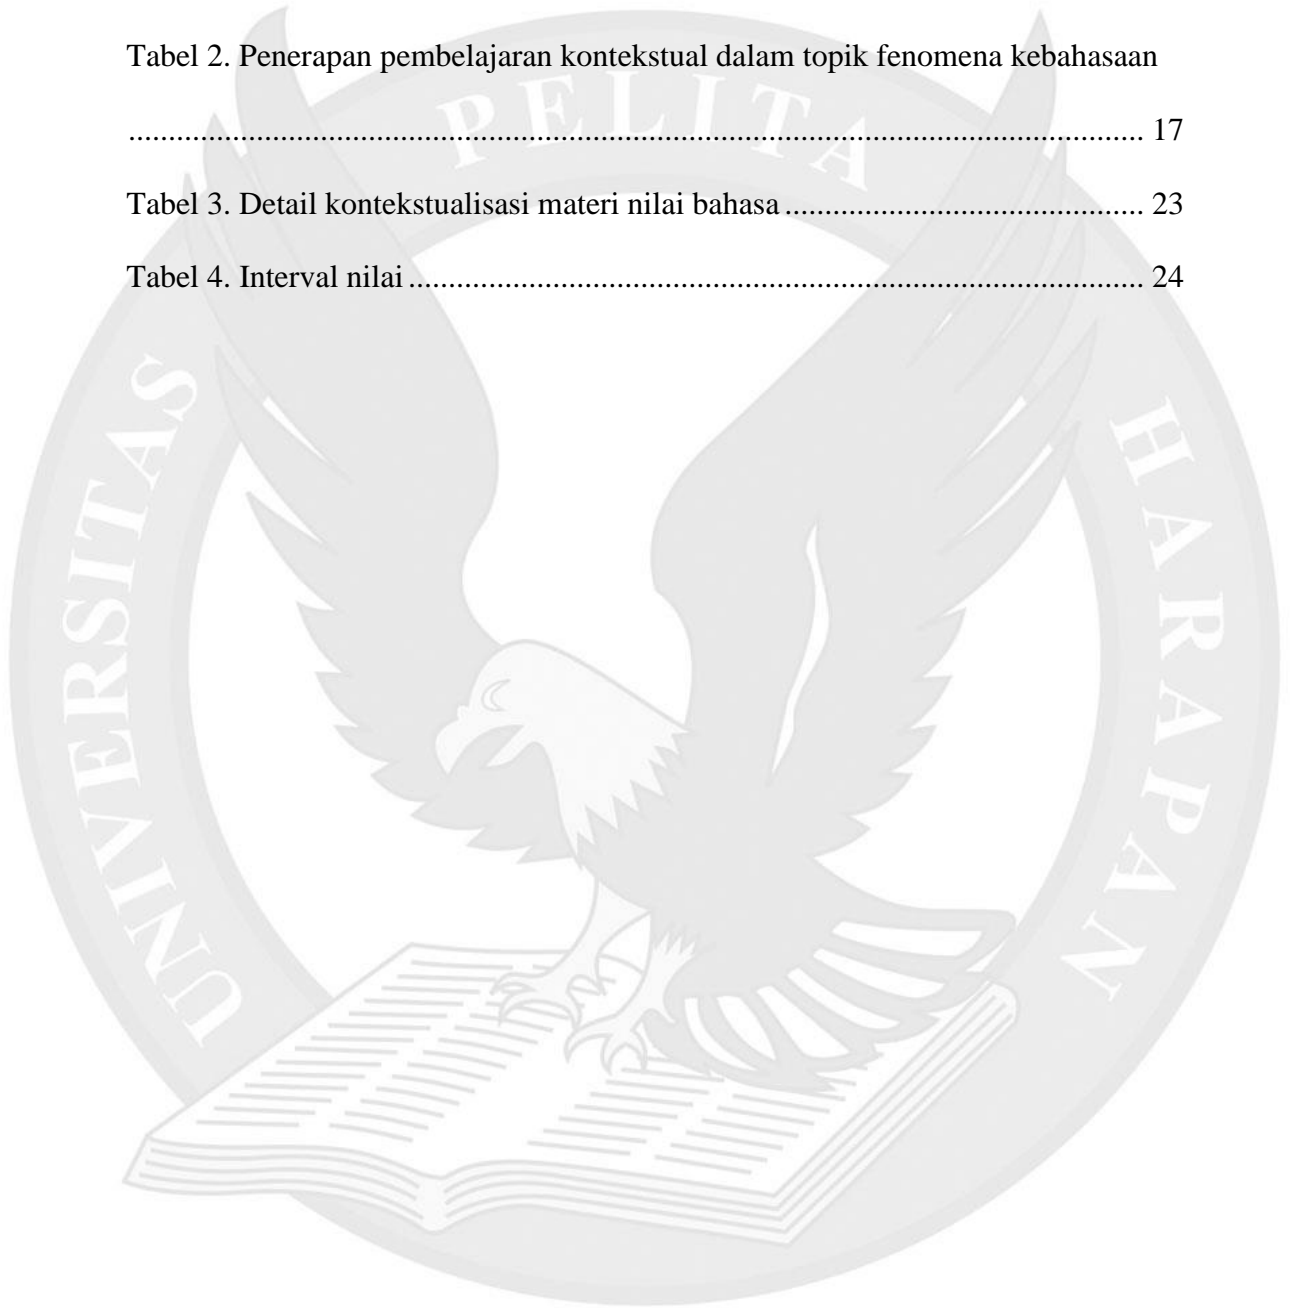 Tabel 2. Penerapan pembelajaran kontekstual dalam topik fenomena kebahasaan
............................................................................................................................... 17
Tabel 3. Detail kontekstualisasi materi nilai bahasa ............................................. 23
Tabel 4. Interval nilai ............................................................................................ 24
UNIVERSITAS PELITA HARAPAN